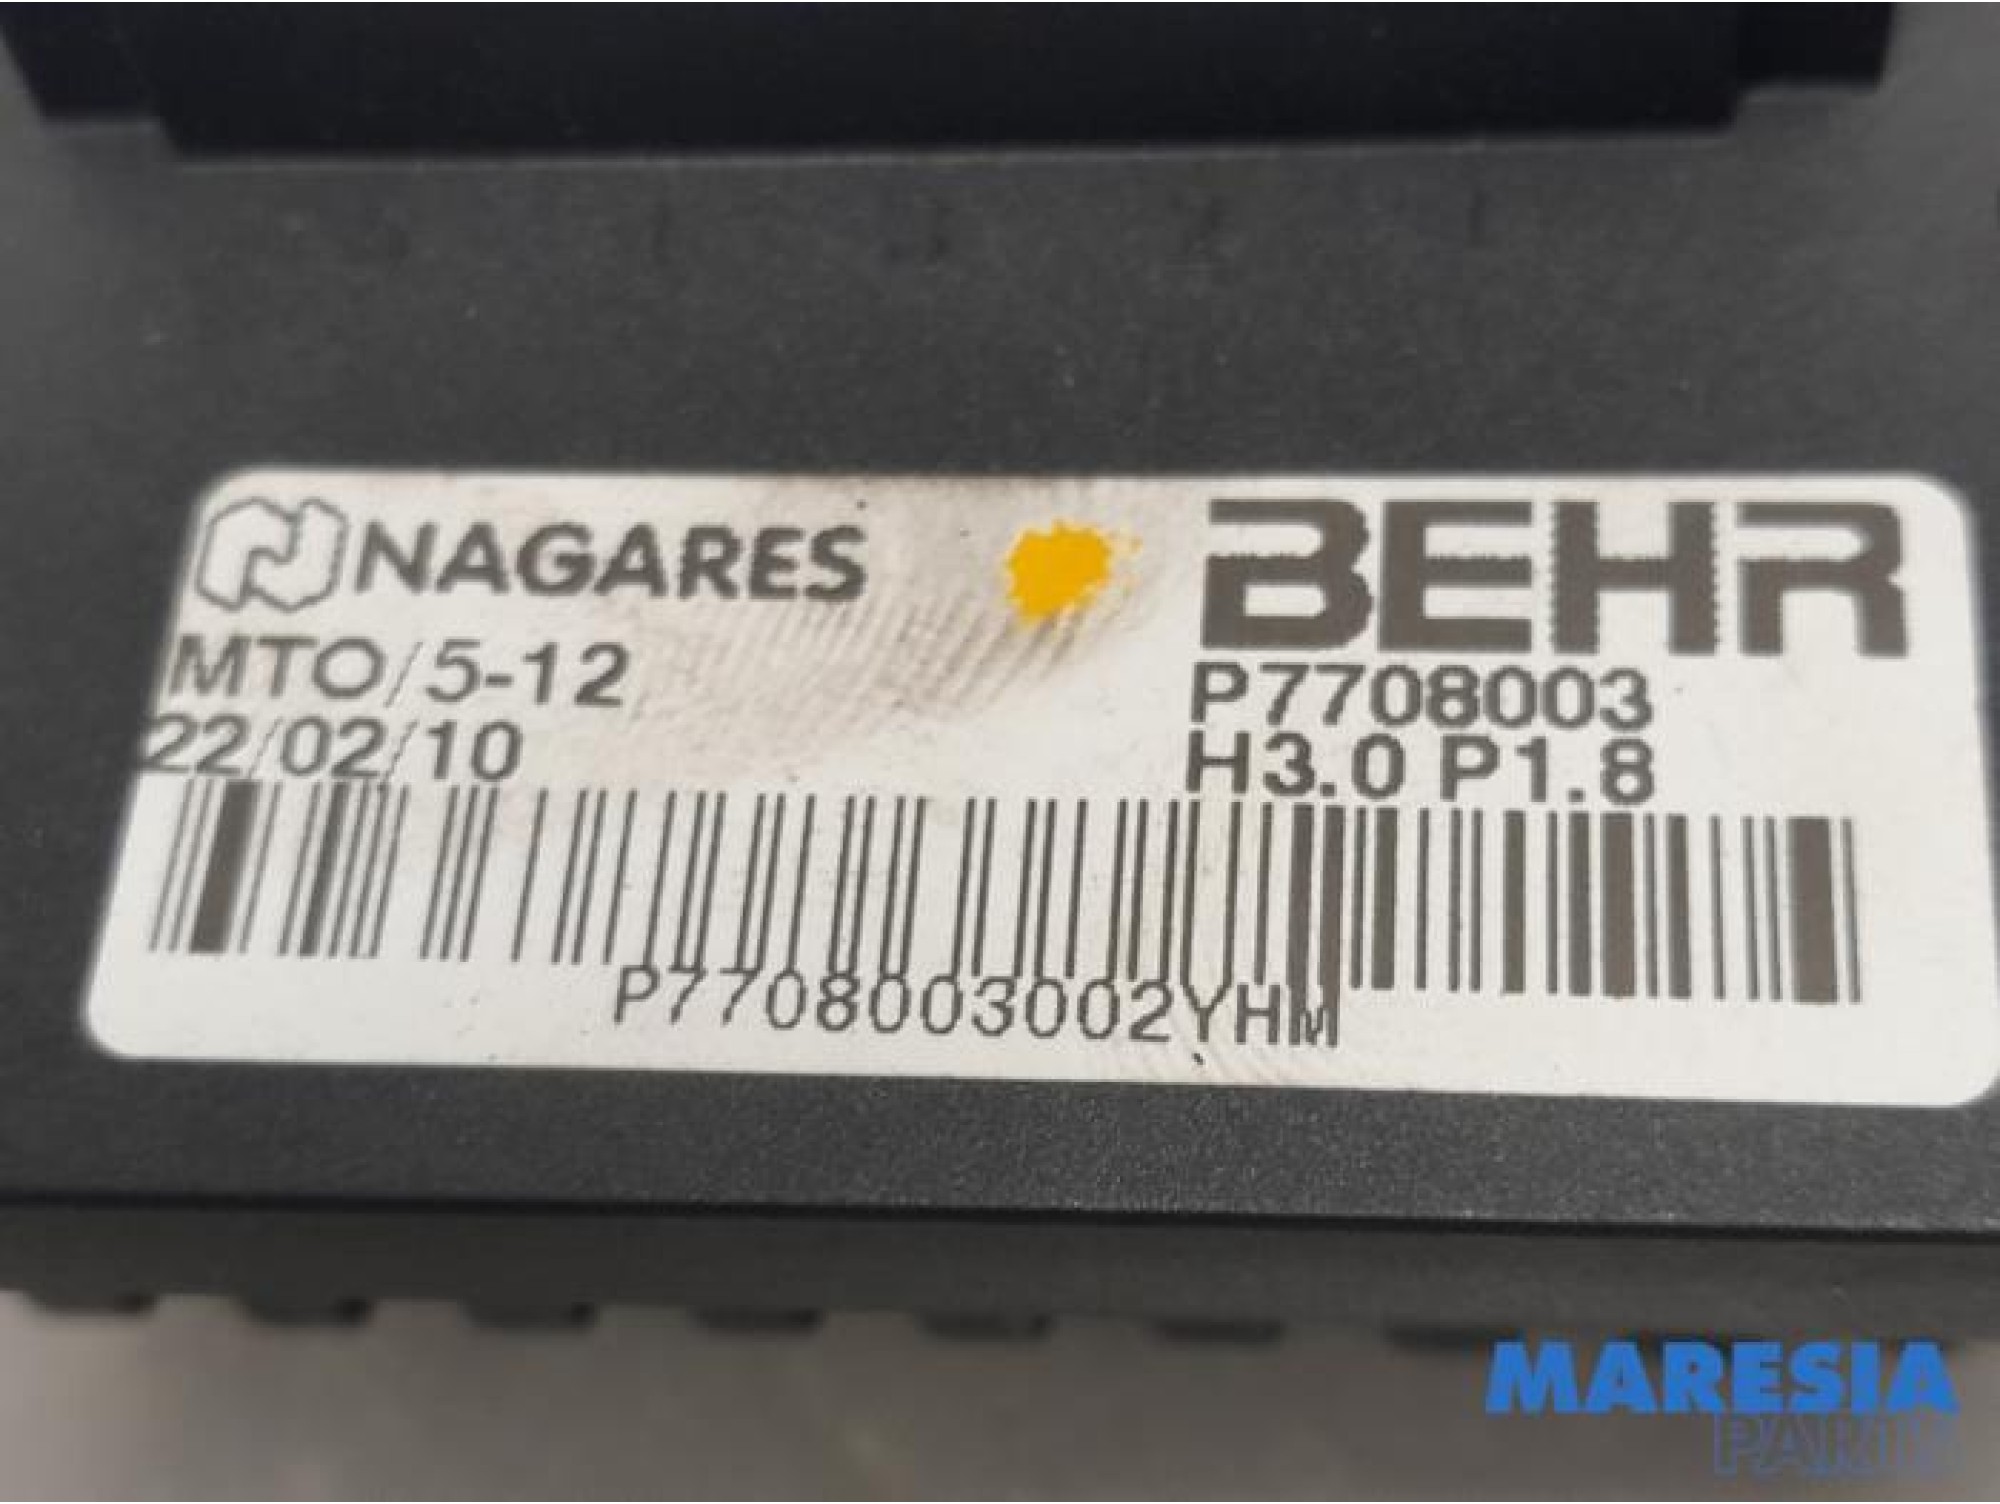 NAGARES
BEHR
MTO/5-12
P7708003
22/02/10
H3.0 P1.8
P7708003002YHM
MARESIA
PARTS